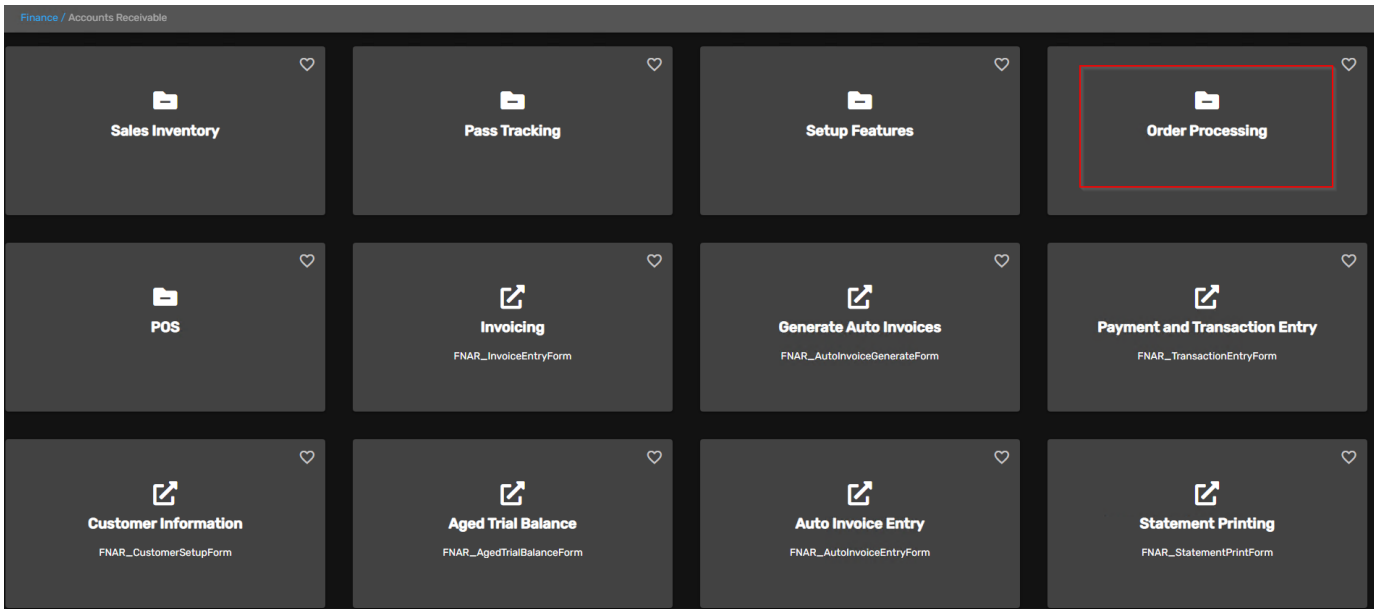 Finance / Accounts Receivable
Sales Inventory
Pass Tracking
Setup Features
Order Processing
POS
Invoicing
FNAR_InvoiceEntryForm
Generate Auto Invoices
FNAR_AutoInvoiceGenerateForm
Payment and Transaction Entry
FNAR_TransactionEntryForm
Customer Information
FNAR_CustomerSetupForm
Aged Trial Balance
FNAR_AgedTrialBalanceForm
Auto Invoice Entry
FNAR_AutoInvoiceEntryForm
Statement Printing
FNAR_StatementPrintForm